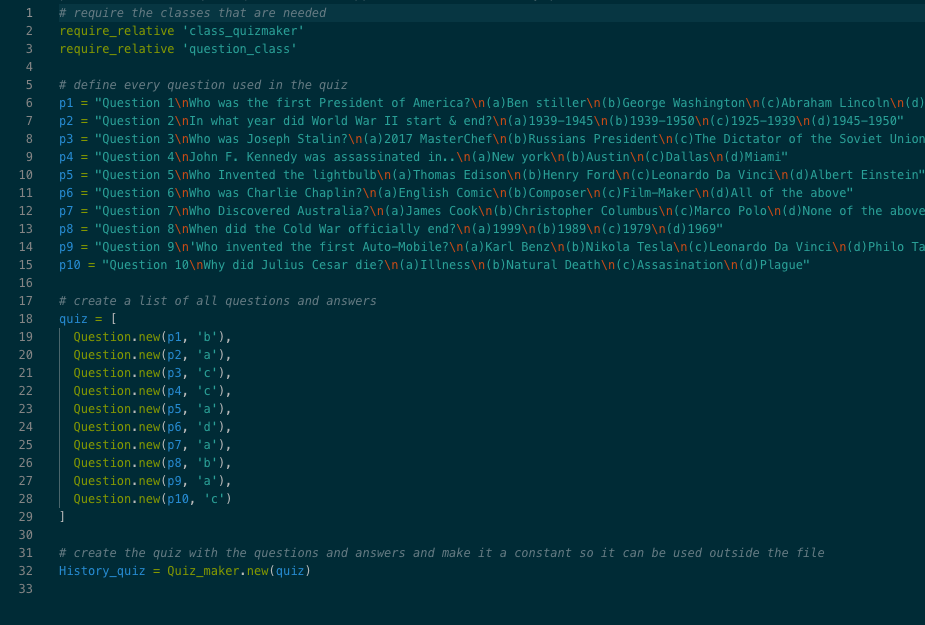 1 # require the classes that are needed
2 require_relative 'class_quizmaker'
3 require_relative 'question_class'
4
5 # define every question used in the quiz
6 p1 = "Question 1\nWho was the first President of America?\n(a)Ben stiller\n(b)George Washington\n(c)Abraham Lincoln\n(d)
7 p2 = "Question 2\nIn what year did World War II start & end?\n(a)1939-1945\n(b)1939-1950\n(c)1925-1939\n(d)1945-1950"
8 p3 = "Question 3\nWho was Joseph Stalin?\n(a)2017 MasterChef\n(b)Russians President\n(c)The Dictator of the Soviet Union
9 p4 = "Question 4\nJohn F. Kennedy was assassinated in..\n(a)New york\n(b)Austin\n(c)Dallas\n(d)Miami"
10 p5 = "Question 5\nWho Invented the lightbulb\n(a)Thomas Edison\n(b)Henry Ford\n(c)Leonardo Da Vinci\n(d)Albert Einstein"
11 p6 = "Question 6\nWho was Charlie Chaplin?\n(a)English Comic\n(b)Composer\n(c)Film-Maker\n(d)All of the above"
12 p7 = "Question 7\nWho Discovered Australia?\n(a)James Cook\n(b)Christopher Columbus\n(c)Marco Polo\n(d)None of the above
13 p8 = "Question 8\nWhen did the Cold War officially end?\n(a)1999\n(b)1989\n(c)1979\n(d)1969"
14 p9 = "Question 9\n'Who invented the first Auto-Mobile?\n(a)Karl Benz\n(b)Nikola Tesla\n(c)Leonardo Da Vinci\n(d)Philo Ta
15 p10 = "Question 10\nWhy did Julius Cesar die?\n(a)Illness\n(b)Natural Death\n(c)Assasination\n(d)Plague"
16
17 # create a list of all questions and answers
18 quiz = [
19 Question.new(p1, 'b'),
20 Question.new(p2, 'a'),
21 Question.new(p3, 'c'),
22 Question.new(p4, 'c'),
23 Question.new(p5, 'a'),
24 Question.new(p6, 'd'),
25 Question.new(p7, 'a'),
26 Question.new(p8, 'b'),
27 Question.new(p9, 'a'),
28 Question.new(p10, 'c')
29 ]
30
31 # create the quiz with the questions and answers and make it a constant so it can be used outside the file
32 History_quiz = Quiz_maker.new(quiz)
33